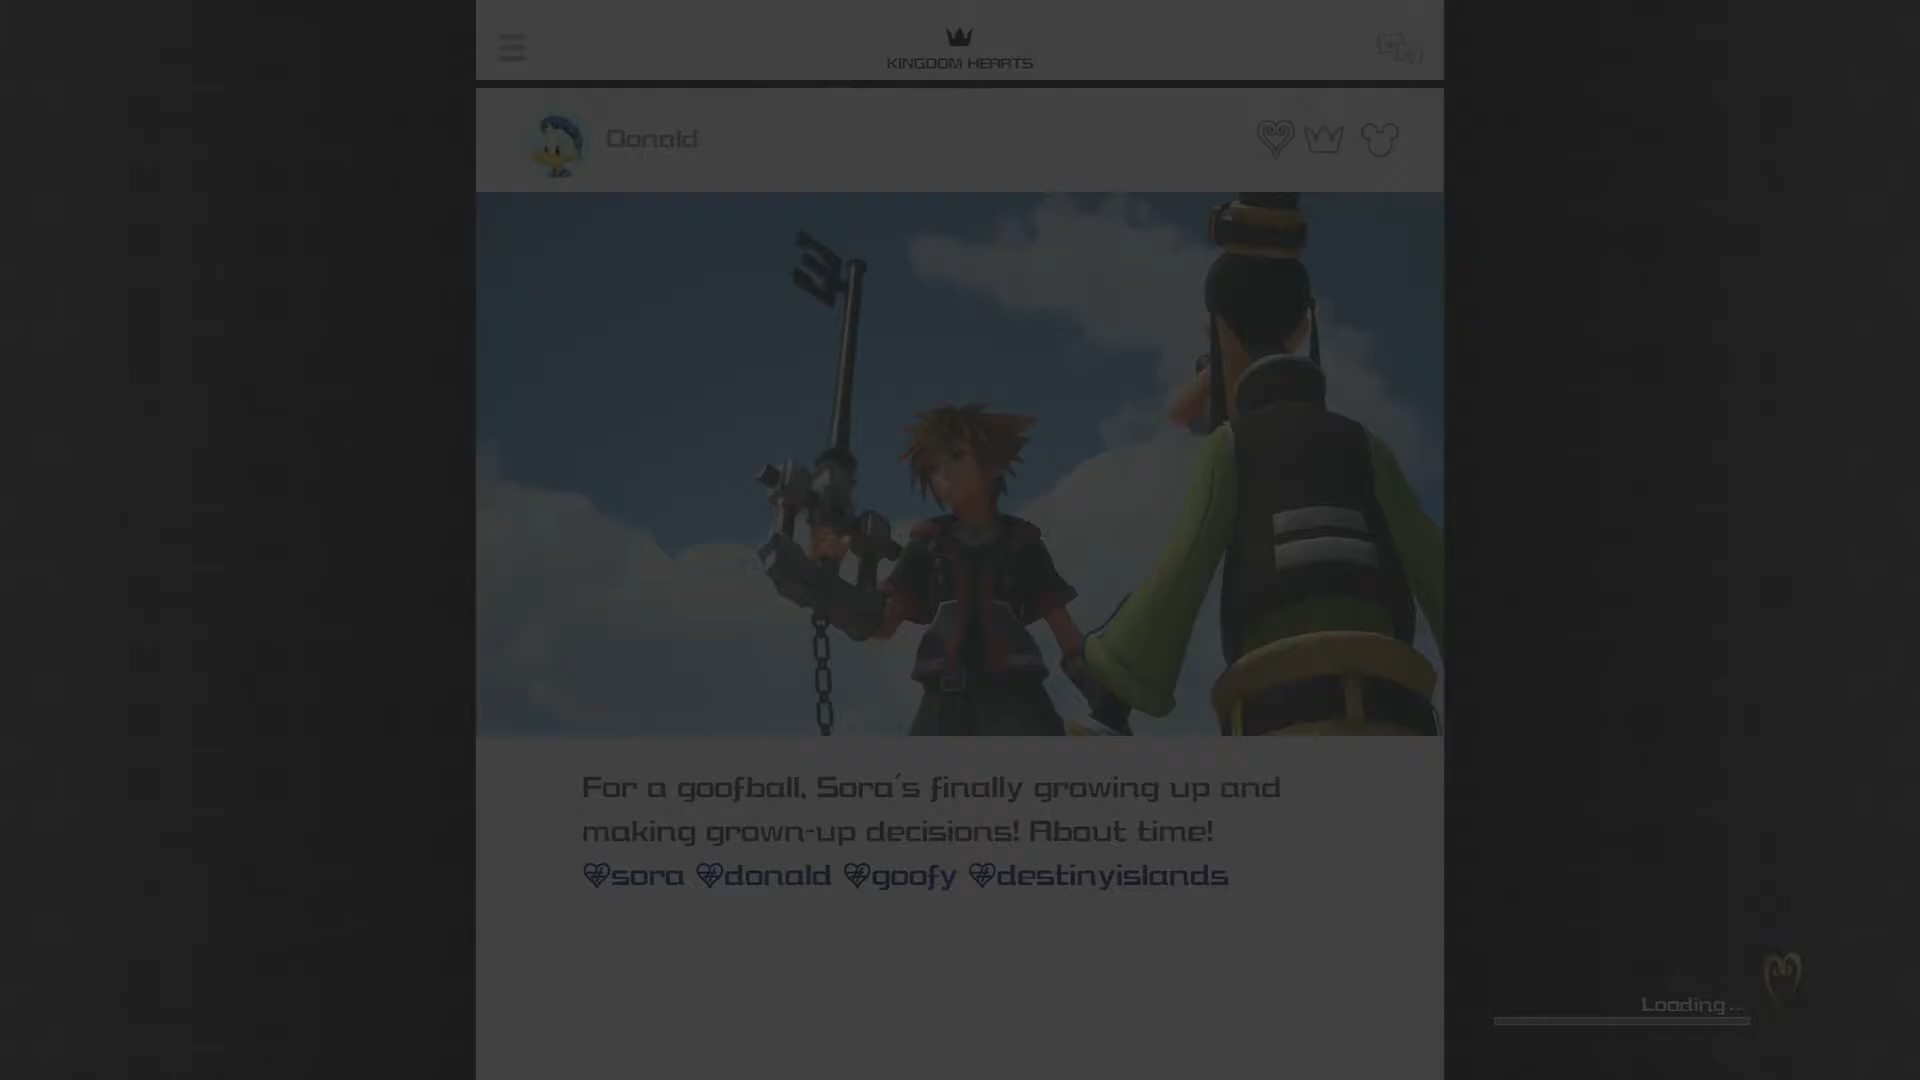 KINGDOM HEARTS
Donald
For a goofball, Sora's finally growing up and
making grown-up decisions! About time!
#sora #donald #goofy #destinyislands
Loading..